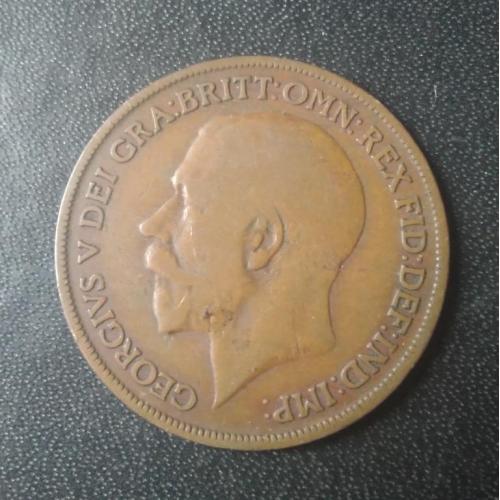 GEORGIVS V DEI GRA:BRITT:OMN:REX FID:DEF:IND:IMP: